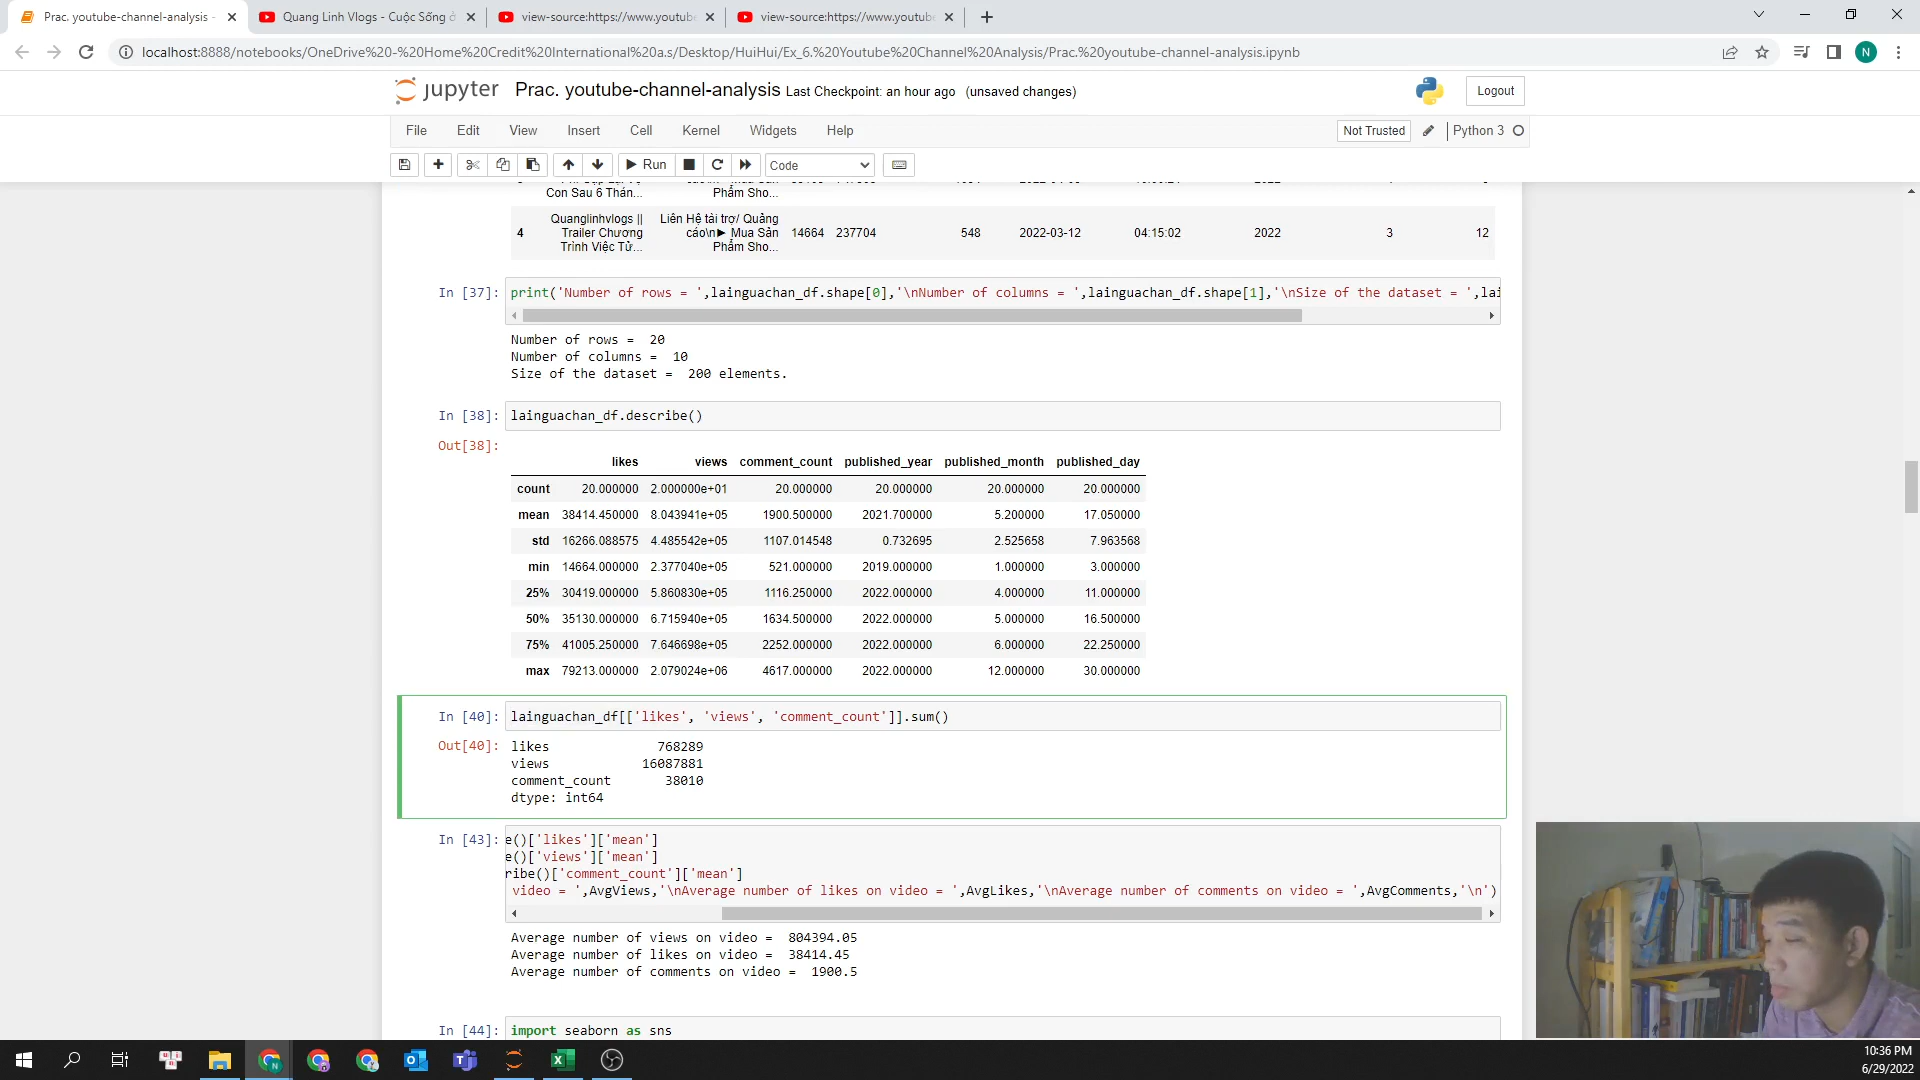 Prac. youtube-channel-analysis -
Quang Linh Vlogs - Cuộc Sống ở
view-source:https://www.youtube
view-source:https://www.youtube
localhost:8888/notebooks/OneDrive%20-%20Home%20Credit%20International%20a.s/Desktop/HuiHui/Ex_6.%20Youtube%20Channel%20Analysis/Prac.%20youtube-channel-analysis.ipynb
N
jupyter Prac. youtube-channel-analysis Last Checkpoint: an hour ago (unsaved changes)
Logout
File Edit View Insert Cell Kernel Widgets Help
Not Trusted Python 3
Run Code
Con Sau 6 Thán... Phẩm Sho...
Quanglinhvlogs || Liên Hệ tải trợ/ Quảng
4 Trailer Chương cáo\n► Mua Sản 14664 237704 548 2022-03-12 04:15:02 2022 3 12
Trình Việc Tử... Phẩm Sho...
In [37]: print('Number of rows = ',lainguachan_df.shape[0],'\nNumber of columns = ',lainguachan_df.shape[1],'\nSize of the dataset = ',lai
Number of rows =  20
Number of columns =  10
Size of the dataset =  200 elements.
In [38]: lainguachan_df.describe()
Out[38]:
likes views comment_count published_year published_month published_day
count 20.000000 2.000000e+01 20.000000 20.000000 20.000000 20.000000
mean 38414.450000 8.043941e+05 1900.500000 2021.700000 5.200000 17.050000
std 16266.088575 4.485542e+05 1107.014548 0.732695 2.525658 7.963568
min 14664.000000 2.377040e+05 521.000000 2019.000000 1.000000 3.000000
25% 30419.000000 5.860830e+05 1116.250000 2022.000000 4.000000 11.000000
50% 35130.000000 6.715940e+05 1634.500000 2022.000000 5.000000 16.500000
75% 41005.250000 7.646698e+05 2252.000000 2022.000000 6.000000 22.250000
max 79213.000000 2.079024e+06 4617.000000 2022.000000 12.000000 30.000000
In [40]: lainguachan_df[['likes', 'views', 'comment_count']].sum()
Out[40]: likes 768289
views 16087881
comment_count 38010
dtype: int64
In [43]: e()['likes']['mean']
e()['views']['mean']
ribe()['comment_count']['mean']
video = ',AvgViews,'\nAverage number of likes on video = ',AvgLikes,'\nAverage number of comments on video = ',AvgComments,'\n')
Average number of views on video =  804394.05
Average number of likes on video =  38414.45
Average number of comments on video =  1900.5
In [44]: import seaborn as sns
10:36 PM
6/29/2022